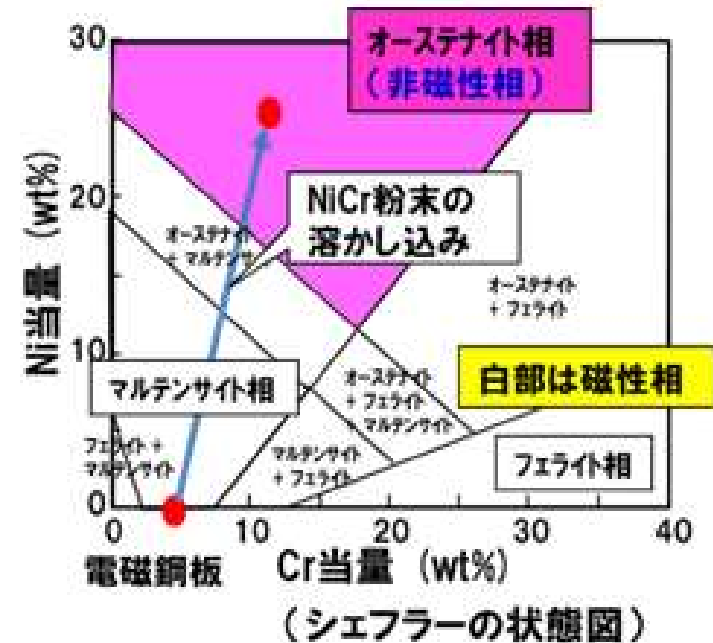 30
オーステナイト相
(非磁性相)
Ni当量 (wt%)
20
NiCr粉末の
溶かし込み
オーステナイト
+ マルテンサイト
オーステナイト
+ フェライト
10
マルテンサイト相
オーステナイト
+ フェライト
+ マルテンサイト
白部は磁性相
フェライト +
マルテンサイト
マルテンサイト
+ フェライト
フェライト相
0
0
10
20
30
40
電磁鋼板
Cr当量 (wt%)
(シェフラーの状態図)